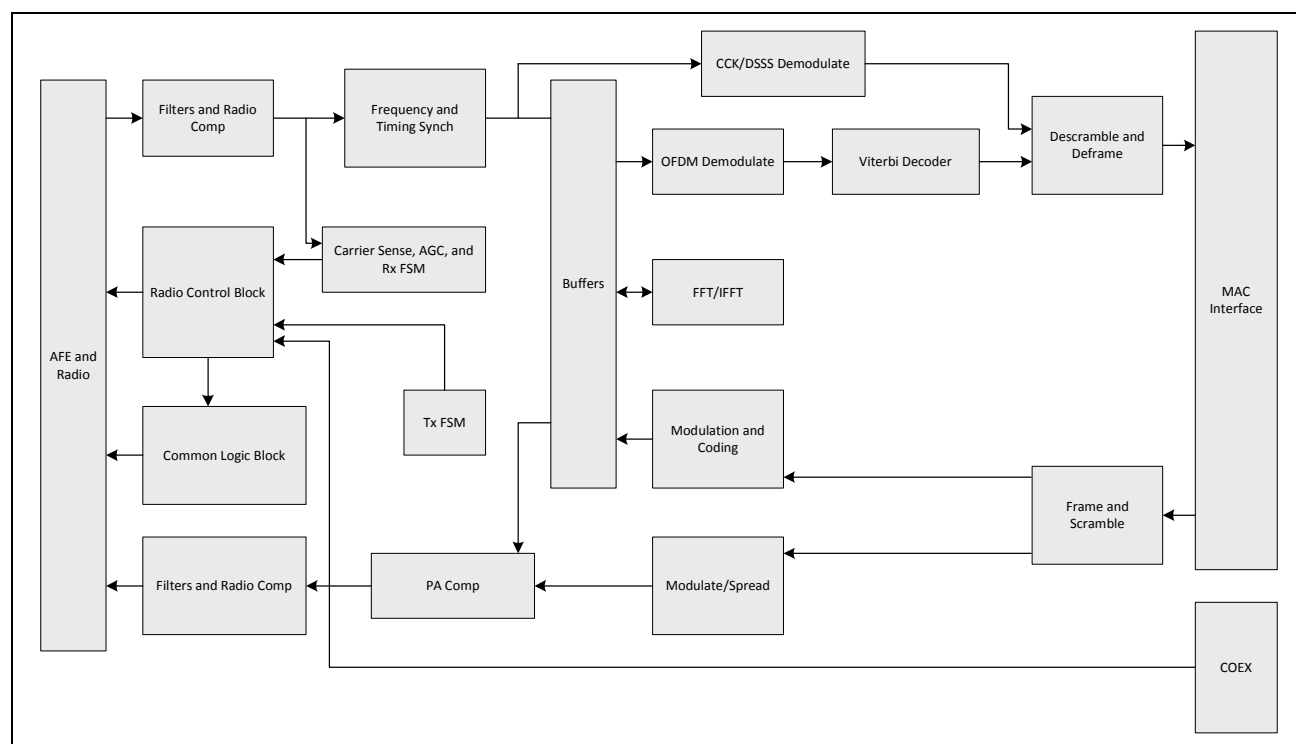 CCK/DSSS Demodulate
Filters and Radio
Comp
Frequency and
Timing Synch
Descramble and
Deframe
OFDM Demodulate
Viterbi Decoder
Carrier Sense, AGC, and
Rx FSM
Radio Control Block
Buffers
FFT/IFFT
MAC
Interface
AFE and
Radio
Tx FSM
Modulation and
Coding
Common Logic Block
Frame and
Scramble
Filters and Radio Comp
PA Comp
Modulate/Spread
COEX